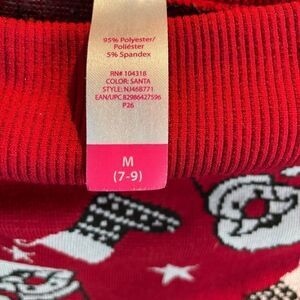 95% Polyester/
Poliéster
5% Spandex
RN# 104318
COLOR: SANTA
STYLE: NJ468771
EAN/UPC 82986427596
P26
M
(7-9)